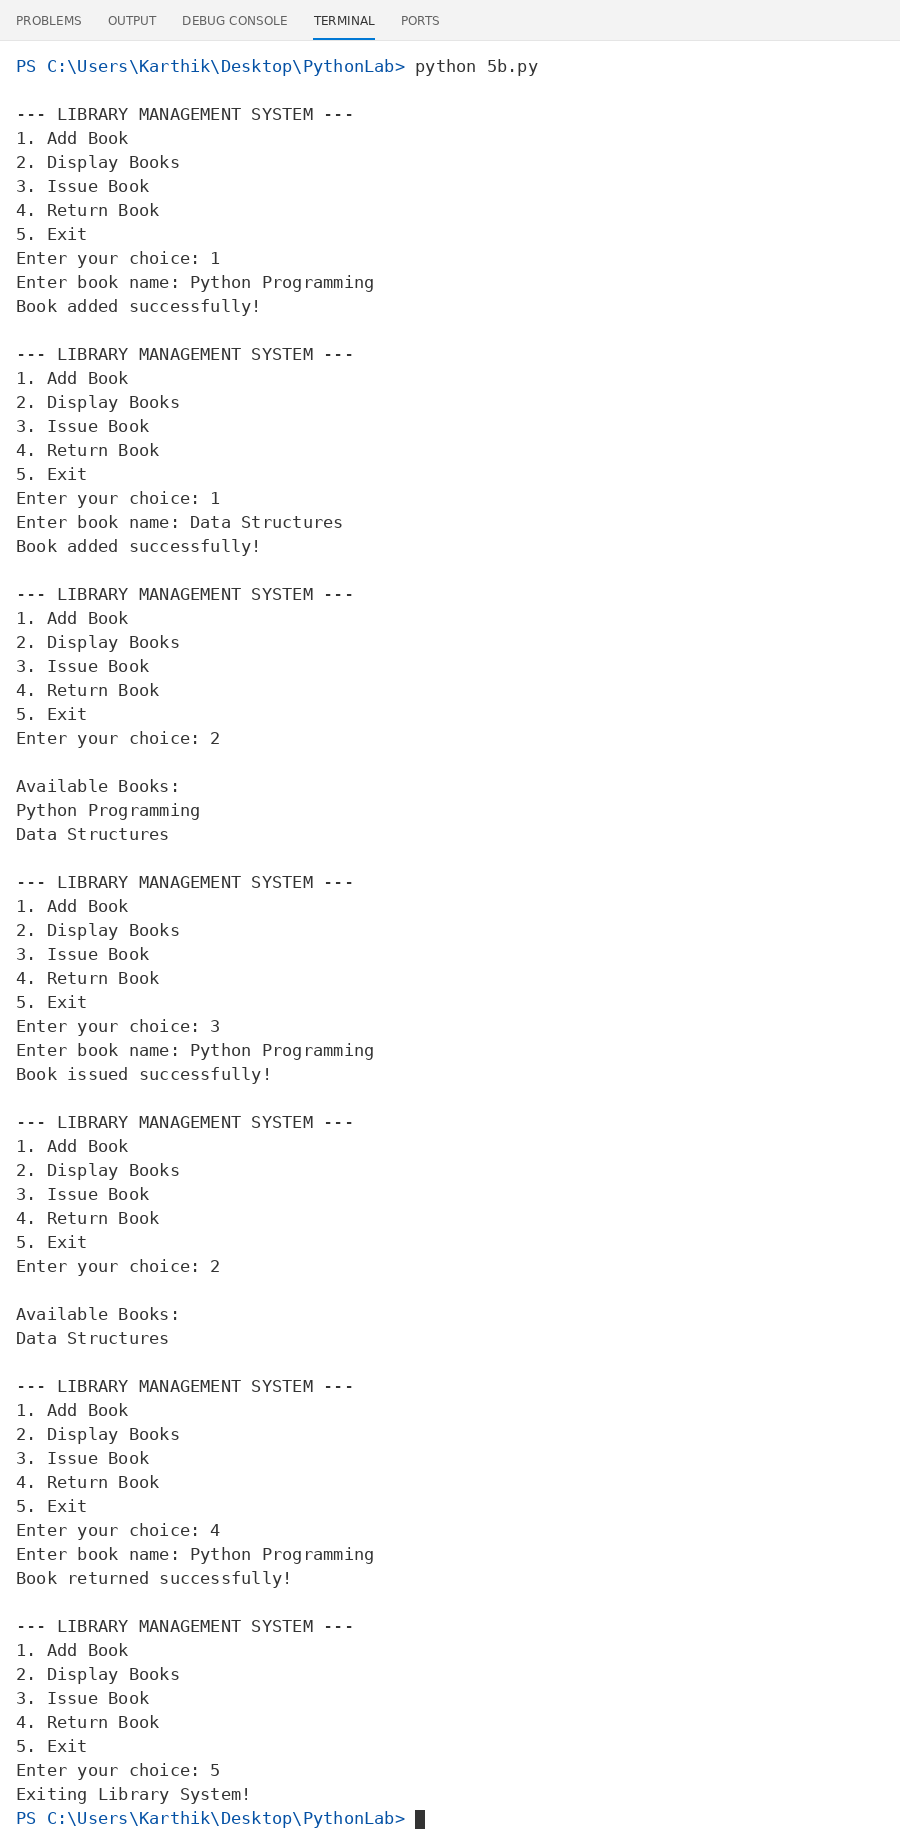 PROBLEMS OUTPUT DEBUG CONSOLE TERMINAL PORTS
PS C:\Users\Karthik\Desktop\PythonLab> python 5b.py

--- LIBRARY MANAGEMENT SYSTEM ---
1. Add Book
2. Display Books
3. Issue Book
4. Return Book
5. Exit
Enter your choice: 1
Enter book name: Python Programming
Book added successfully!

--- LIBRARY MANAGEMENT SYSTEM ---
1. Add Book
2. Display Books
3. Issue Book
4. Return Book
5. Exit
Enter your choice: 1
Enter book name: Data Structures
Book added successfully!

--- LIBRARY MANAGEMENT SYSTEM ---
1. Add Book
2. Display Books
3. Issue Book
4. Return Book
5. Exit
Enter your choice: 2

Available Books:
Python Programming
Data Structures

--- LIBRARY MANAGEMENT SYSTEM ---
1. Add Book
2. Display Books
3. Issue Book
4. Return Book
5. Exit
Enter your choice: 3
Enter book name: Python Programming
Book issued successfully!

--- LIBRARY MANAGEMENT SYSTEM ---
1. Add Book
2. Display Books
3. Issue Book
4. Return Book
5. Exit
Enter your choice: 2

Available Books:
Data Structures

--- LIBRARY MANAGEMENT SYSTEM ---
1. Add Book
2. Display Books
3. Issue Book
4. Return Book
5. Exit
Enter your choice: 4
Enter book name: Python Programming
Book returned successfully!

--- LIBRARY MANAGEMENT SYSTEM ---
1. Add Book
2. Display Books
3. Issue Book
4. Return Book
5. Exit
Enter your choice: 5
Exiting Library System!
PS C:\Users\Karthik\Desktop\PythonLab>